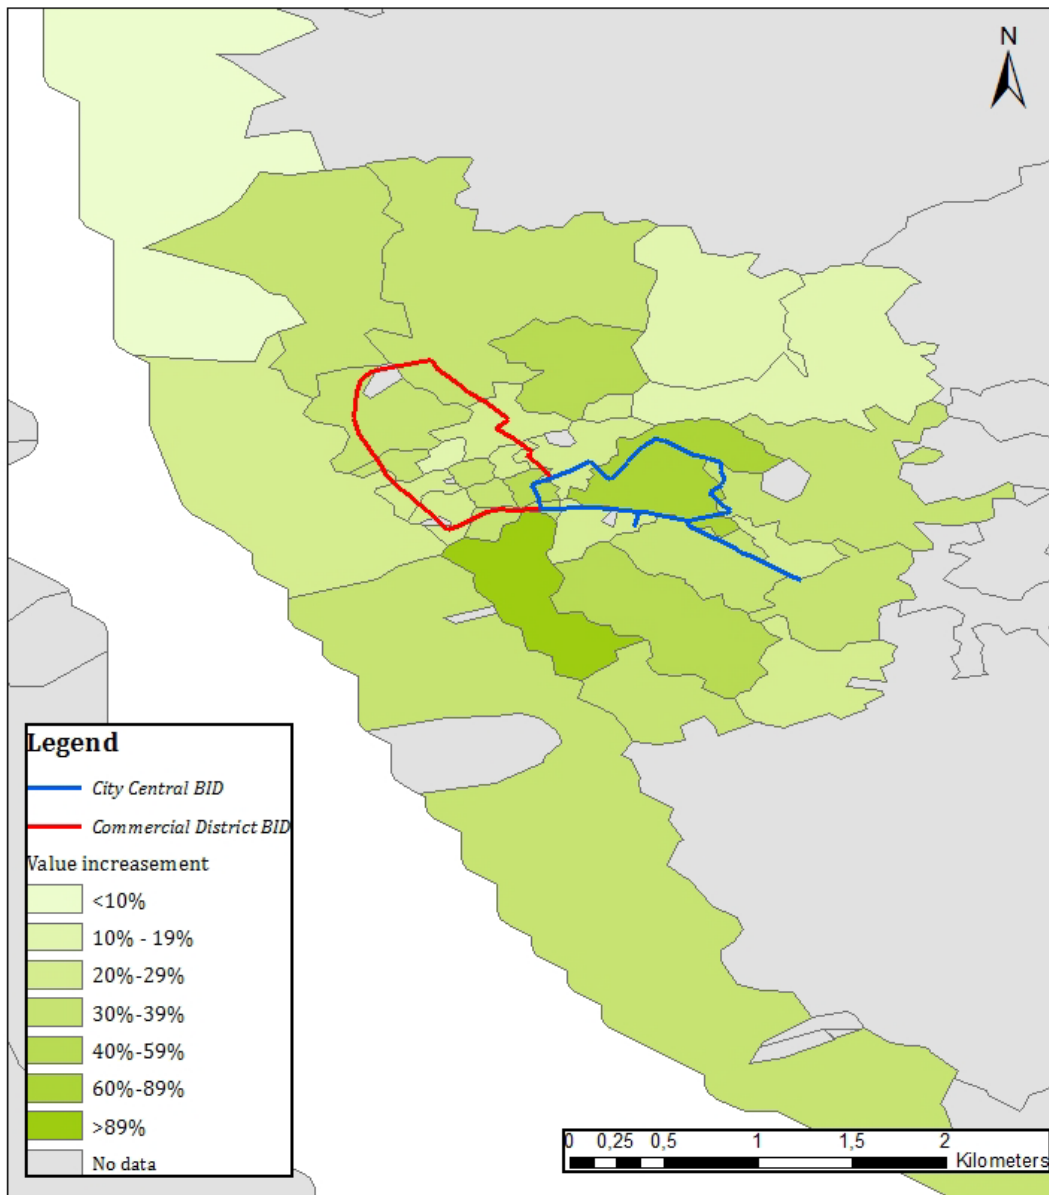 N
Legend
City Central BID
Commercial District BID
Value increasement
<10%
10% - 19%
20%-29%
30%-39%
40%-59%
60%-89%
>89%
No data
0 0,25 0,5 1 1,5 2
Kilometers